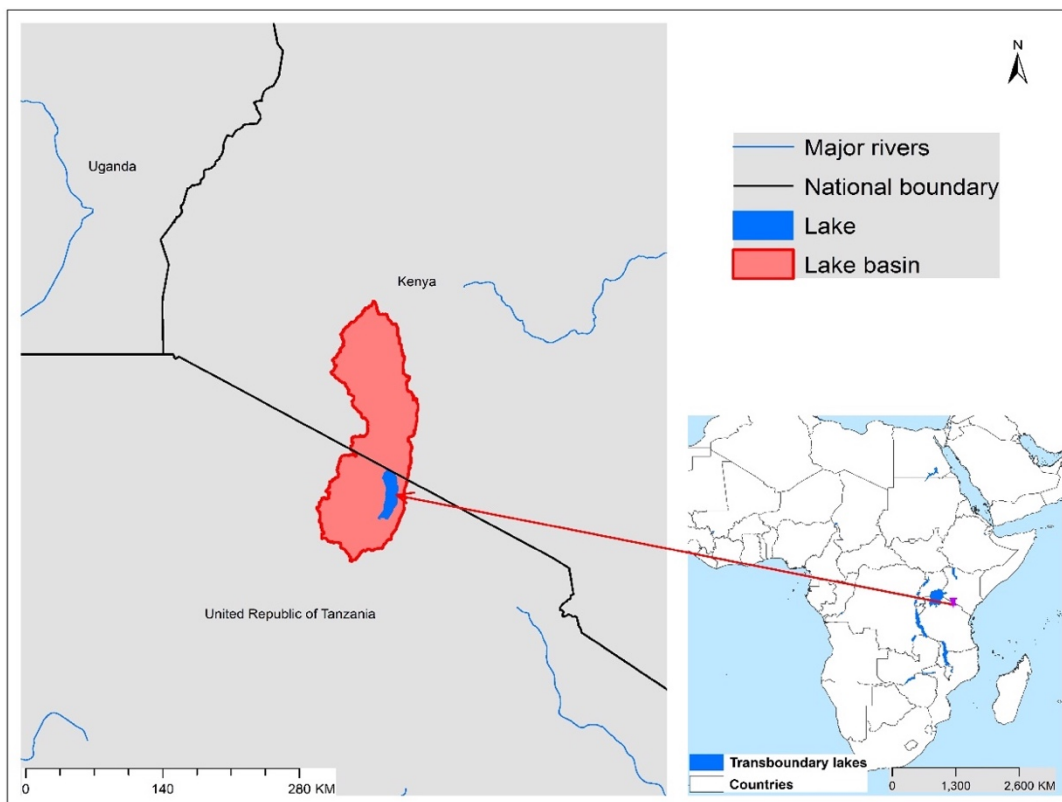 N
Uganda
Kenya
United Republic of Tanzania
Major rivers
National boundary
Lake
Lake basin
0 140 280 KM
Transboundary lakes
Countries
0 1,300 2,600 KM